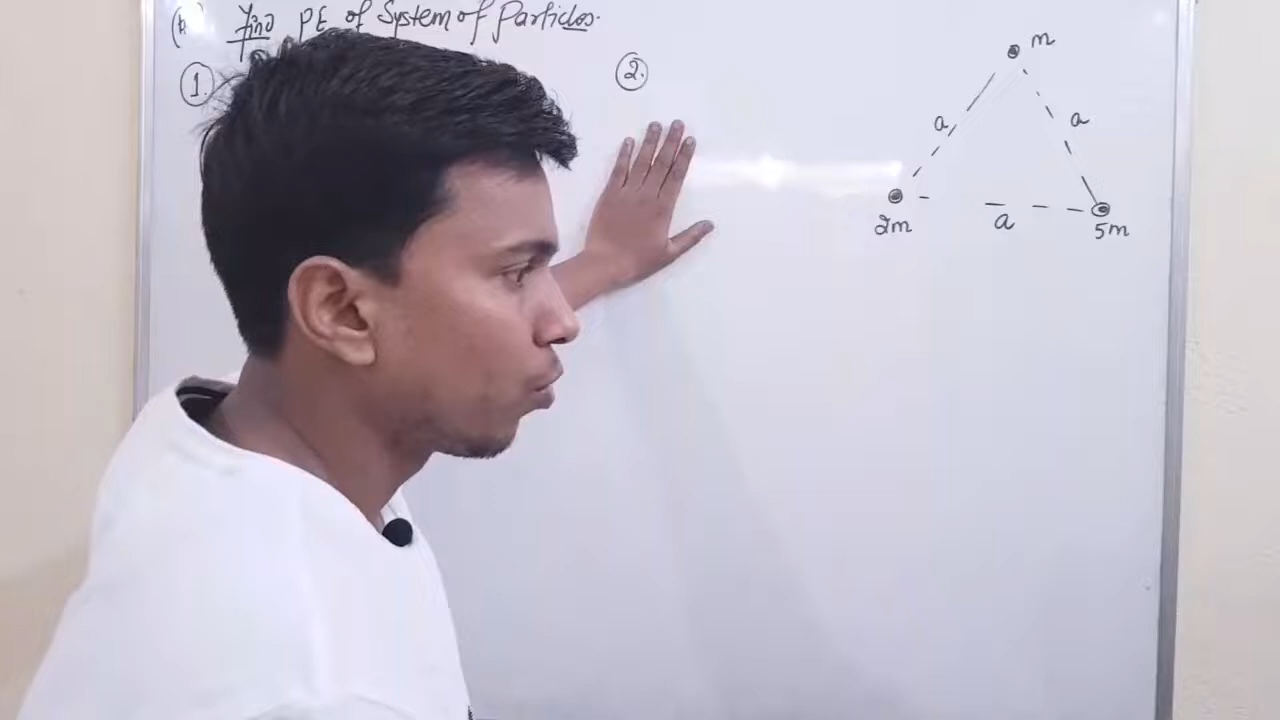 Find PE of System of Particles.
1.
2.
m
a
a
2m
a
5m